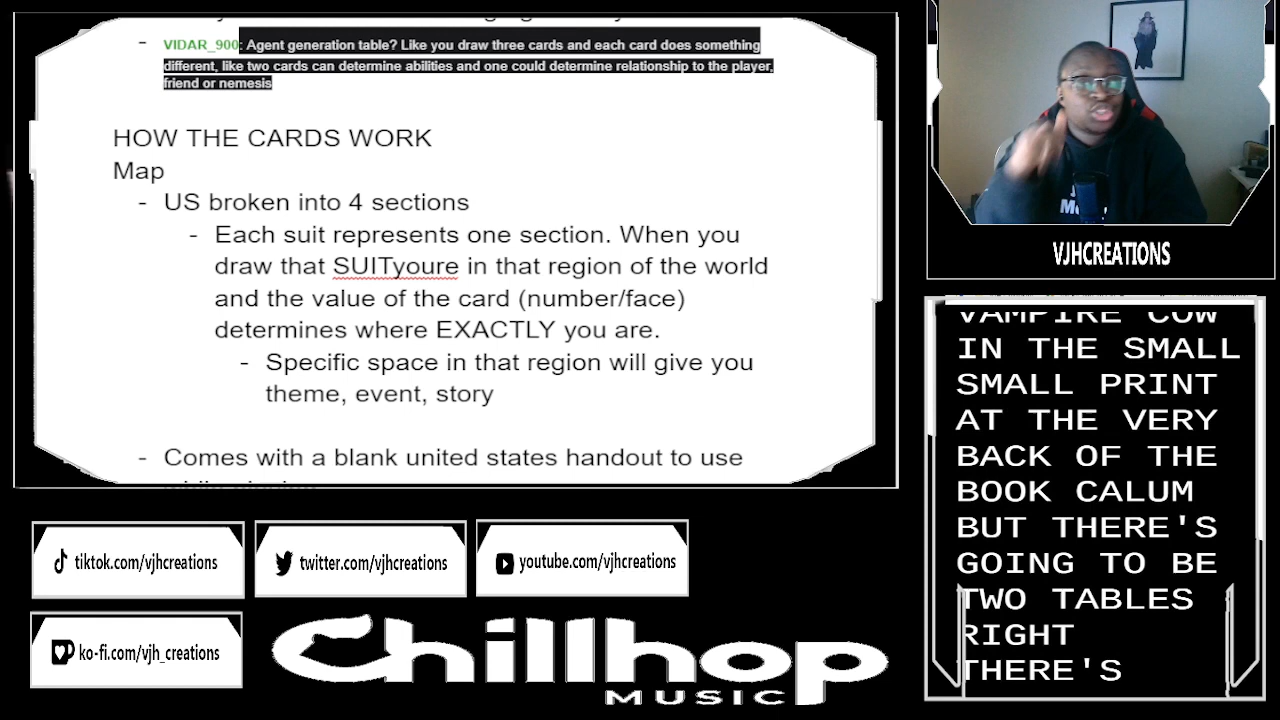 VIDAR_900: Agent generation table? Like you draw three cards and each card does something
different, like two cards can determine abilities and one could determine relationship to the player,
friend or nemesis
HOW THE CARDS WORK
Map
- US broken into 4 sections
- Each suit represents one section. When you
draw that SUITyoure in that region of the world
and the value of the card (number/face)
determines where EXACTLY you are.
- Specific space in that region will give you
theme, event, story
- Comes with a blank united states handout to use
VJHCREATIONS
VAMPIRE COW
IN THE SMALL
SMALL PRINT
AT THE VERY
BACK OF THE
BOOK CALUM
BUT THERE'S
GOING TO BE
TWO TABLES
RIGHT
THERE'S
tiktok.com/vjhcreations
twitter.com/vjhcreations
youtube.com/vjhcreations
ko-fi.com/vjh_creations
Chillhop
MUSIC